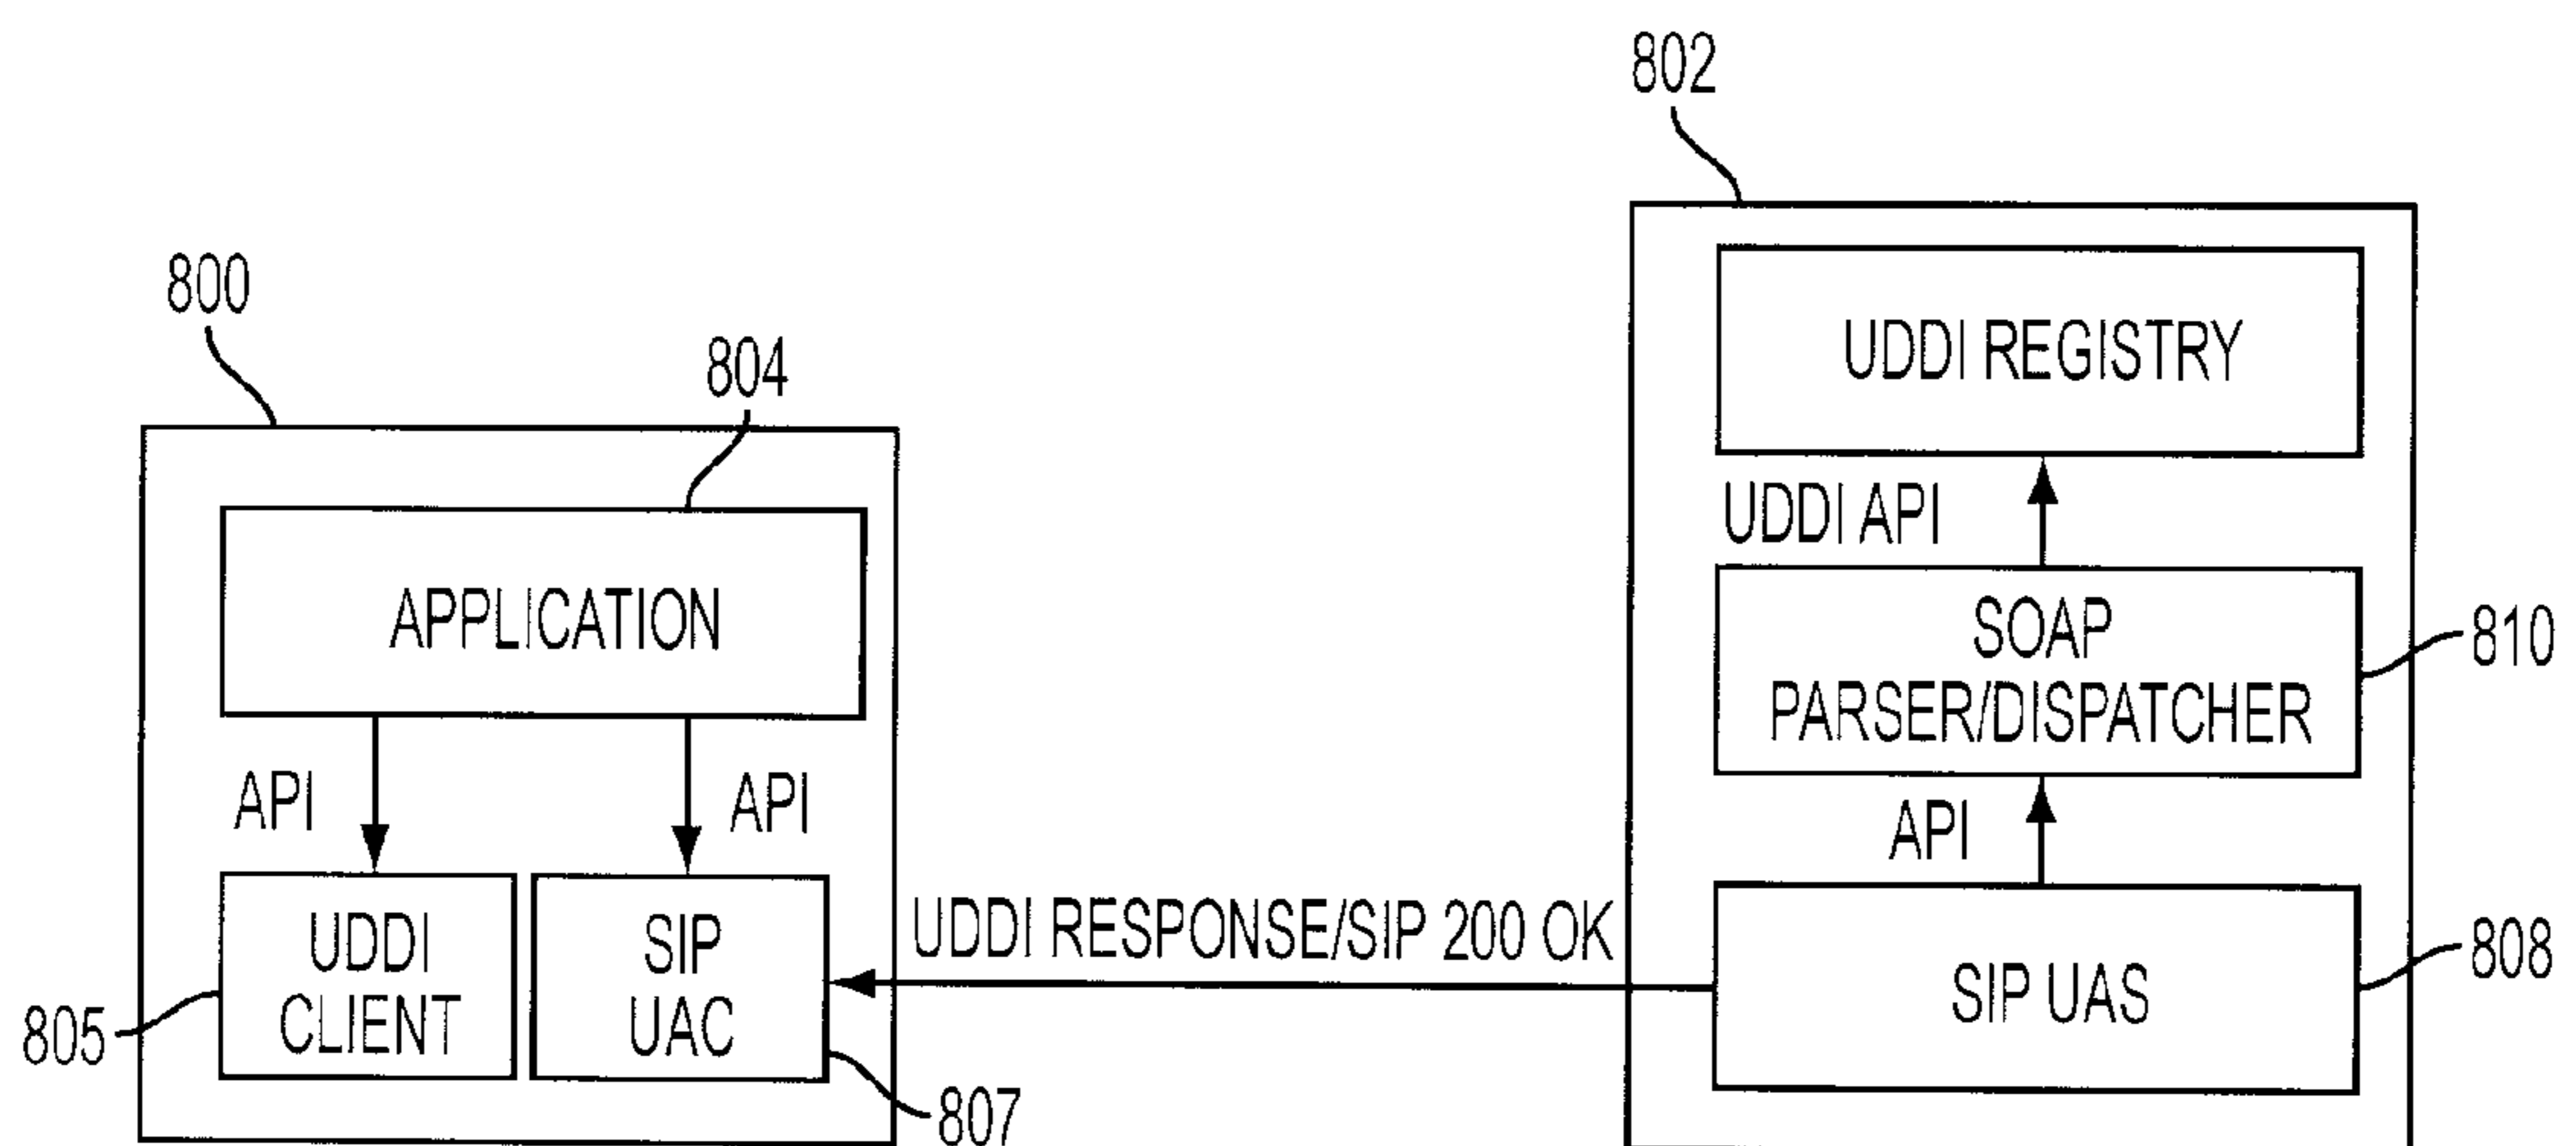 802
UDDI REGISTRY
800
804
UDDI API
APPLICATION
SOAP
PARSER/DISPATCHER
810
API
API
API
UDDI
CLIENT
805
SIP
UAC
807
UDDI RESPONSE/SIP 200 OK
SIP UAS
808